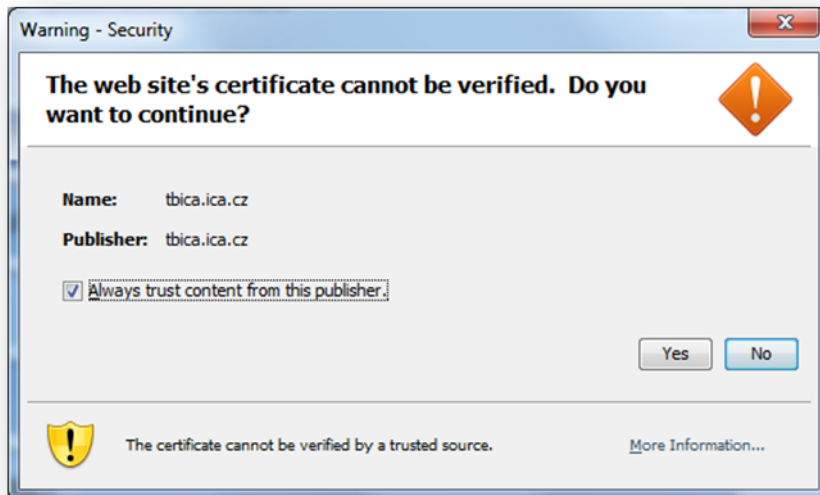 Warning - Security
The web site's certificate cannot be verified. Do you
want to continue?
Name: tbica.ica.cz
Publisher: tbica.ica.cz
Always trust content from this publisher.
Yes No
The certificate cannot be verified by a trusted source. More Information...